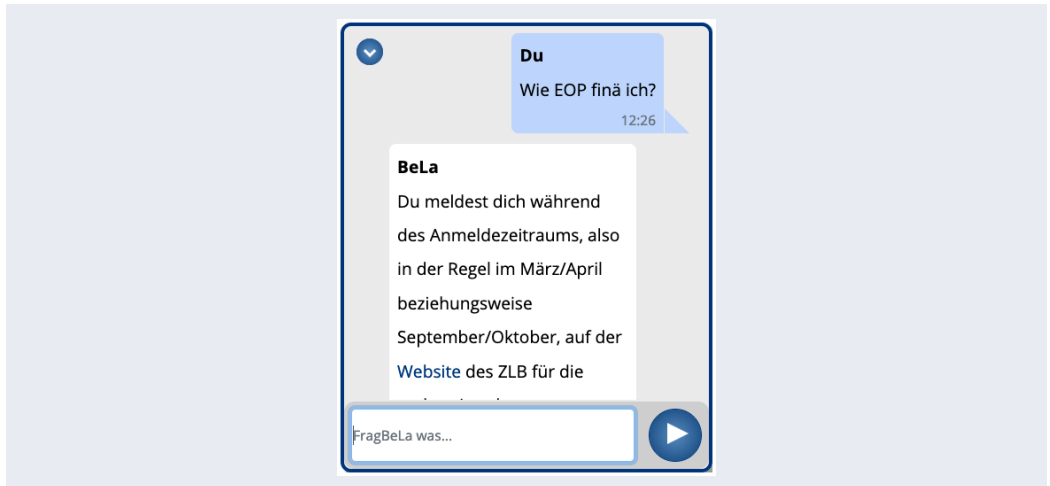 Du
Wie EOP finä ich?
12:26
BeLa
Du meldest dich während
des Anmeldezeitraums, also
in der Regel im März/April
beziehungsweise
September/Oktober, auf der
Website des ZLB für die
FragBeLa was...